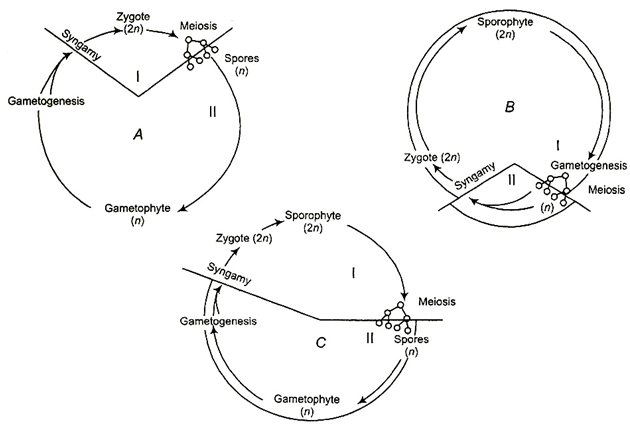 Zygote
(2n)
Meiosis
Syngamy
I
Spores
(n)
Gametogenesis
II
A
Gametophyte
(n)
Sporophyte
(2n)
B
I
Zygote (2n)
Gametogenesis
Syngamy
II
Meiosis
(n)
Sporophyte
(2n)
Zygote (2n)
Syngamy
I
Meiosis
Gametogenesis
C
II
Spores
(n)
Gametophyte
(n)